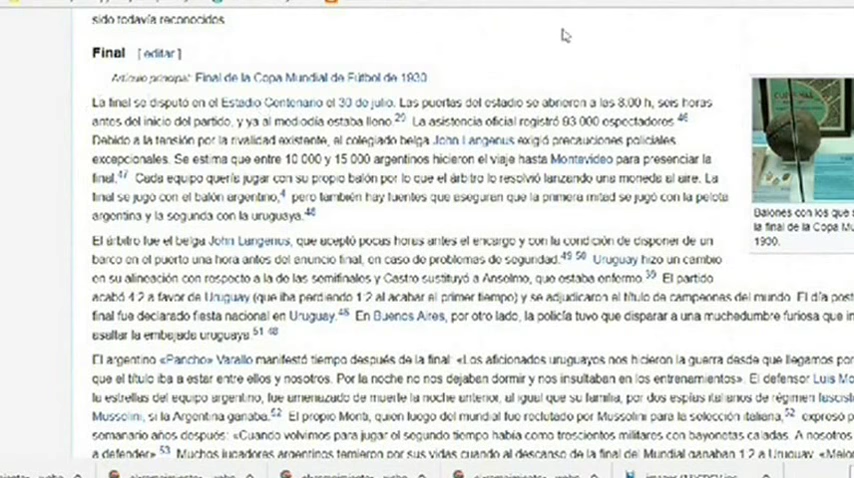 sido todavía reconocidos.
Final [ editar ]
Artículo principal: Final de la Copa Mundial de Fútbol de 1930
La final se disputó en el Estadio Centenario el 30 de julio. Las puertas del estadio se abrieron a las 8:00 h, seis horas
antes del inicio del partido, y ya al mediodía estaba lleno.29 La asistencia oficial registró 93 000 espectadores.46
Debido a la tensión por la rivalidad existente, el colegiado belga John Langenus exigió precauciones policiales
excepcionales. Se estima que entre 10 000 y 15 000 argentinos hicieron el viaje hasta Montevideo para presenciar la
final.47 Cada equipo quería jugar con su propio balón por lo que el árbitro lo resolvió lanzando una moneda al aire. La
final se jugó con el balón argentino,4 pero también hay fuentes que aseguran que la primera mitad se jugó con la pelota
argentina y la segunda con la uruguaya.48
Balones con los que s
la final de la Copa Mu
1930.
El árbitro fue el belga John Langenus, que aceptó pocas horas antes el encargo y con la condición de disponer de un
barco en el puerto una hora antes del anuncio final, en caso de problemas de seguridad.49 50 Uruguay hizo un cambio
en su alineación con respecto a la de las semifinales y Castro sustituyó a Anselmo, que estaba enfermo.39 El partido
acabó 4:2 a favor de Uruguay (que iba perdiendo 1:2 al acabar el primer tiempo) y se adjudicaron el título de campeones del mundo. El día post
final fue declarado fiesta nacional en Uruguay.45 En Buenos Aires, por otro lado, la policía tuvo que disparar a una muchedumbre furiosa que in
asaltar la embajada uruguaya.51 48
El argentino «Pancho» Varallo manifestó tiempo después de la final: «Los aficionados uruguayos nos hicieron la guerra desde que llegamos por
que el título iba a estar entre ellos y nosotros. Por la noche no nos dejaban dormir y nos insultaban en los entrenamientos». El defensor Luis Mo
la estrellas del equipo argentino, fue amenazado de muerte la noche anterior, al igual que su familia, por dos espías italianos de régimen fascist
Mussolini, si la Argentina ganaba.52 El propio Monti, quien luego del mundial fue reclutado por Mussolini para la selección italiana,52 expresó p
semanario años después: «Cuando volvimos para jugar el segundo tiempo había como trescientos militares con bayonetas caladas. A nosotros
a defender».53 Muchos jugadores argentinos temieron por sus vidas cuando al descanso de la final del Mundial ganaban 1:2 a Uruguay. «Mejo